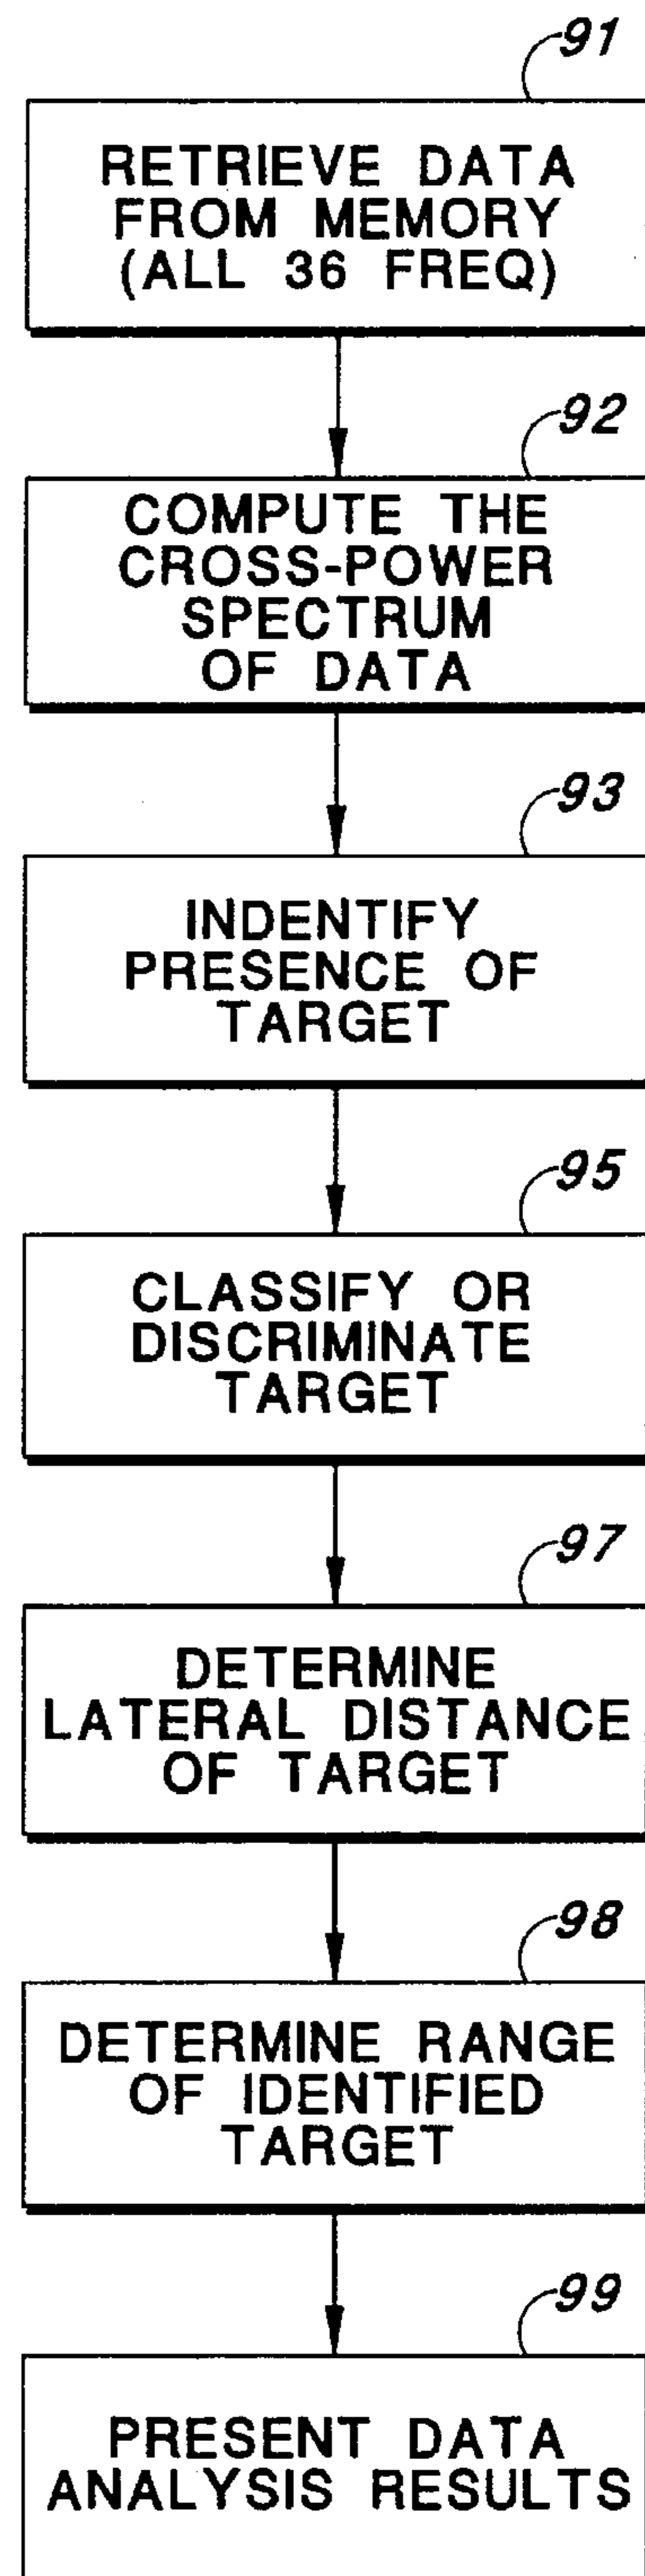 91
RETRIEVE DATA
FROM MEMORY
(ALL 36 FREQ)
92
COMPUTE THE
CROSS-POWER
SPECTRUM
OF DATA
93
INDENTIFY
PRESENCE OF
TARGET
95
CLASSIFY OR
DISCRIMINATE
TARGET
97
DETERMINE
LATERAL DISTANCE
OF TARGET
98
DETERMINE RANGE
OF IDENTIFIED
TARGET
99
PRESENT DATA
ANALYSIS RESULTS